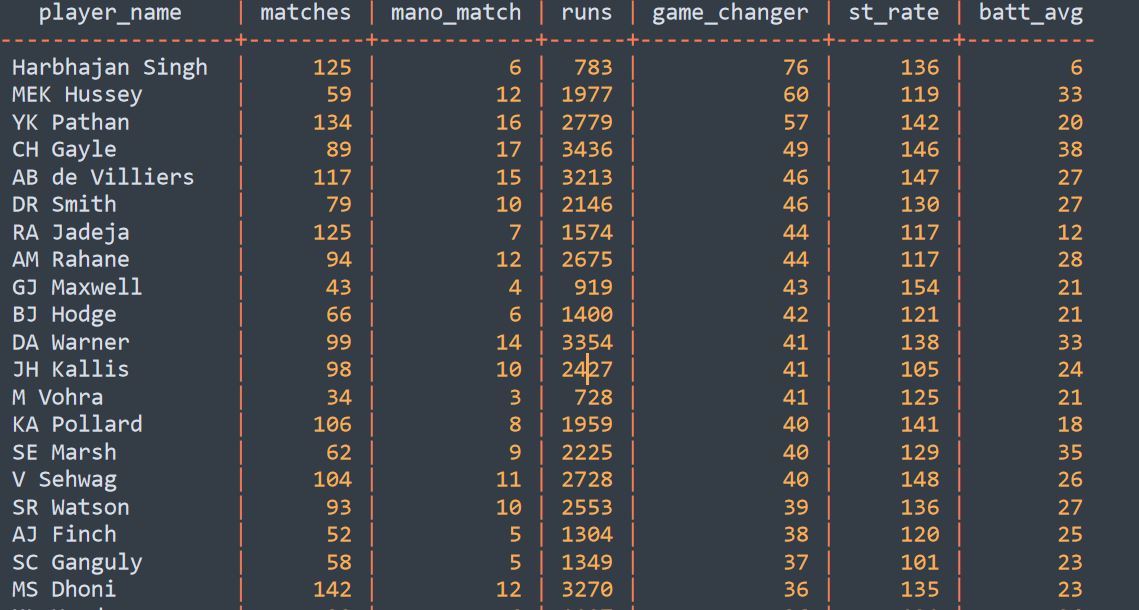 player_name | matches | mano_match | runs | game_changer | st_rate | batt_avg
Harbhajan Singh | 125 | 6 | 783 | 76 | 136 | 6
MEK Hussey | 59 | 12 | 1977 | 60 | 119 | 33
YK Pathan | 134 | 16 | 2779 | 57 | 142 | 20
CH Gayle | 89 | 17 | 3436 | 49 | 146 | 38
AB de Villiers | 117 | 15 | 3213 | 46 | 147 | 27
DR Smith | 79 | 10 | 2146 | 46 | 130 | 27
RA Jadeja | 125 | 7 | 1574 | 44 | 117 | 12
AM Rahane | 94 | 12 | 2675 | 44 | 117 | 28
GJ Maxwell | 43 | 4 | 919 | 43 | 154 | 21
BJ Hodge | 66 | 6 | 1400 | 42 | 121 | 21
DA Warner | 99 | 14 | 3354 | 41 | 138 | 33
JH Kallis | 98 | 10 | 2427 | 41 | 105 | 24
M Vohra | 34 | 3 | 728 | 41 | 125 | 21
KA Pollard | 106 | 8 | 1959 | 40 | 141 | 18
SE Marsh | 62 | 9 | 2225 | 40 | 129 | 35
V Sehwag | 104 | 11 | 2728 | 40 | 148 | 26
SR Watson | 93 | 10 | 2553 | 39 | 136 | 27
AJ Finch | 52 | 5 | 1304 | 38 | 120 | 25
SC Ganguly | 58 | 5 | 1349 | 37 | 101 | 23
MS Dhoni | 142 | 12 | 3270 | 36 | 135 | 23